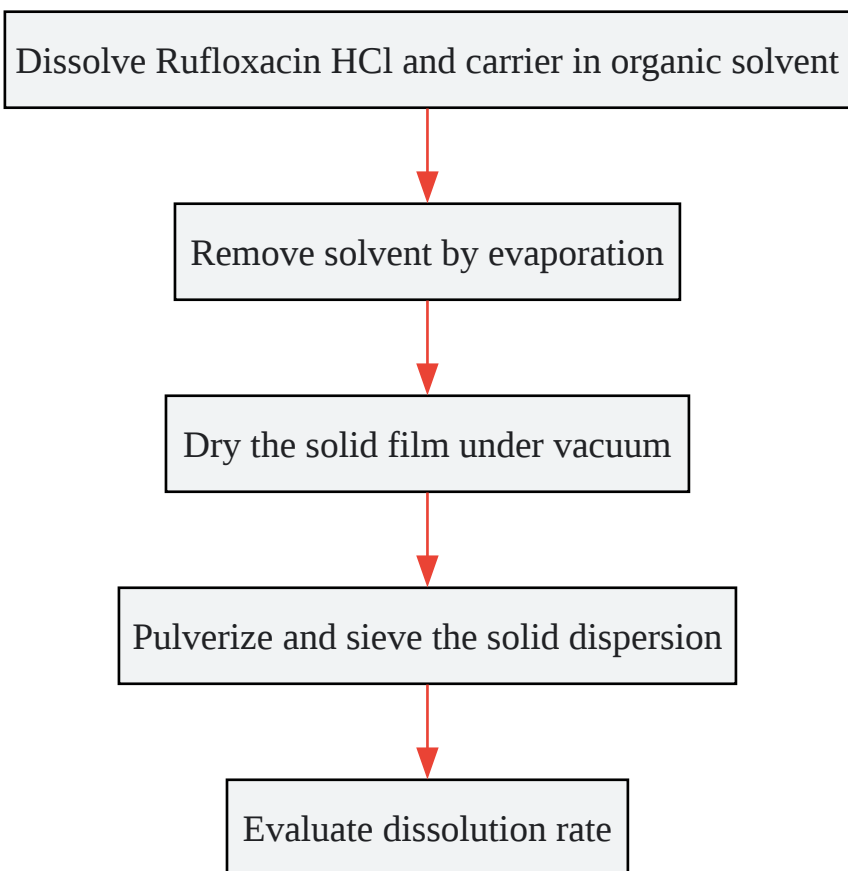 Dissolve Rufloxacin HCl and carrier in organic solvent
Remove solvent by evaporation
Dry the solid film under vacuum
Pulverize and sieve the solid dispersion
Evaluate dissolution rate